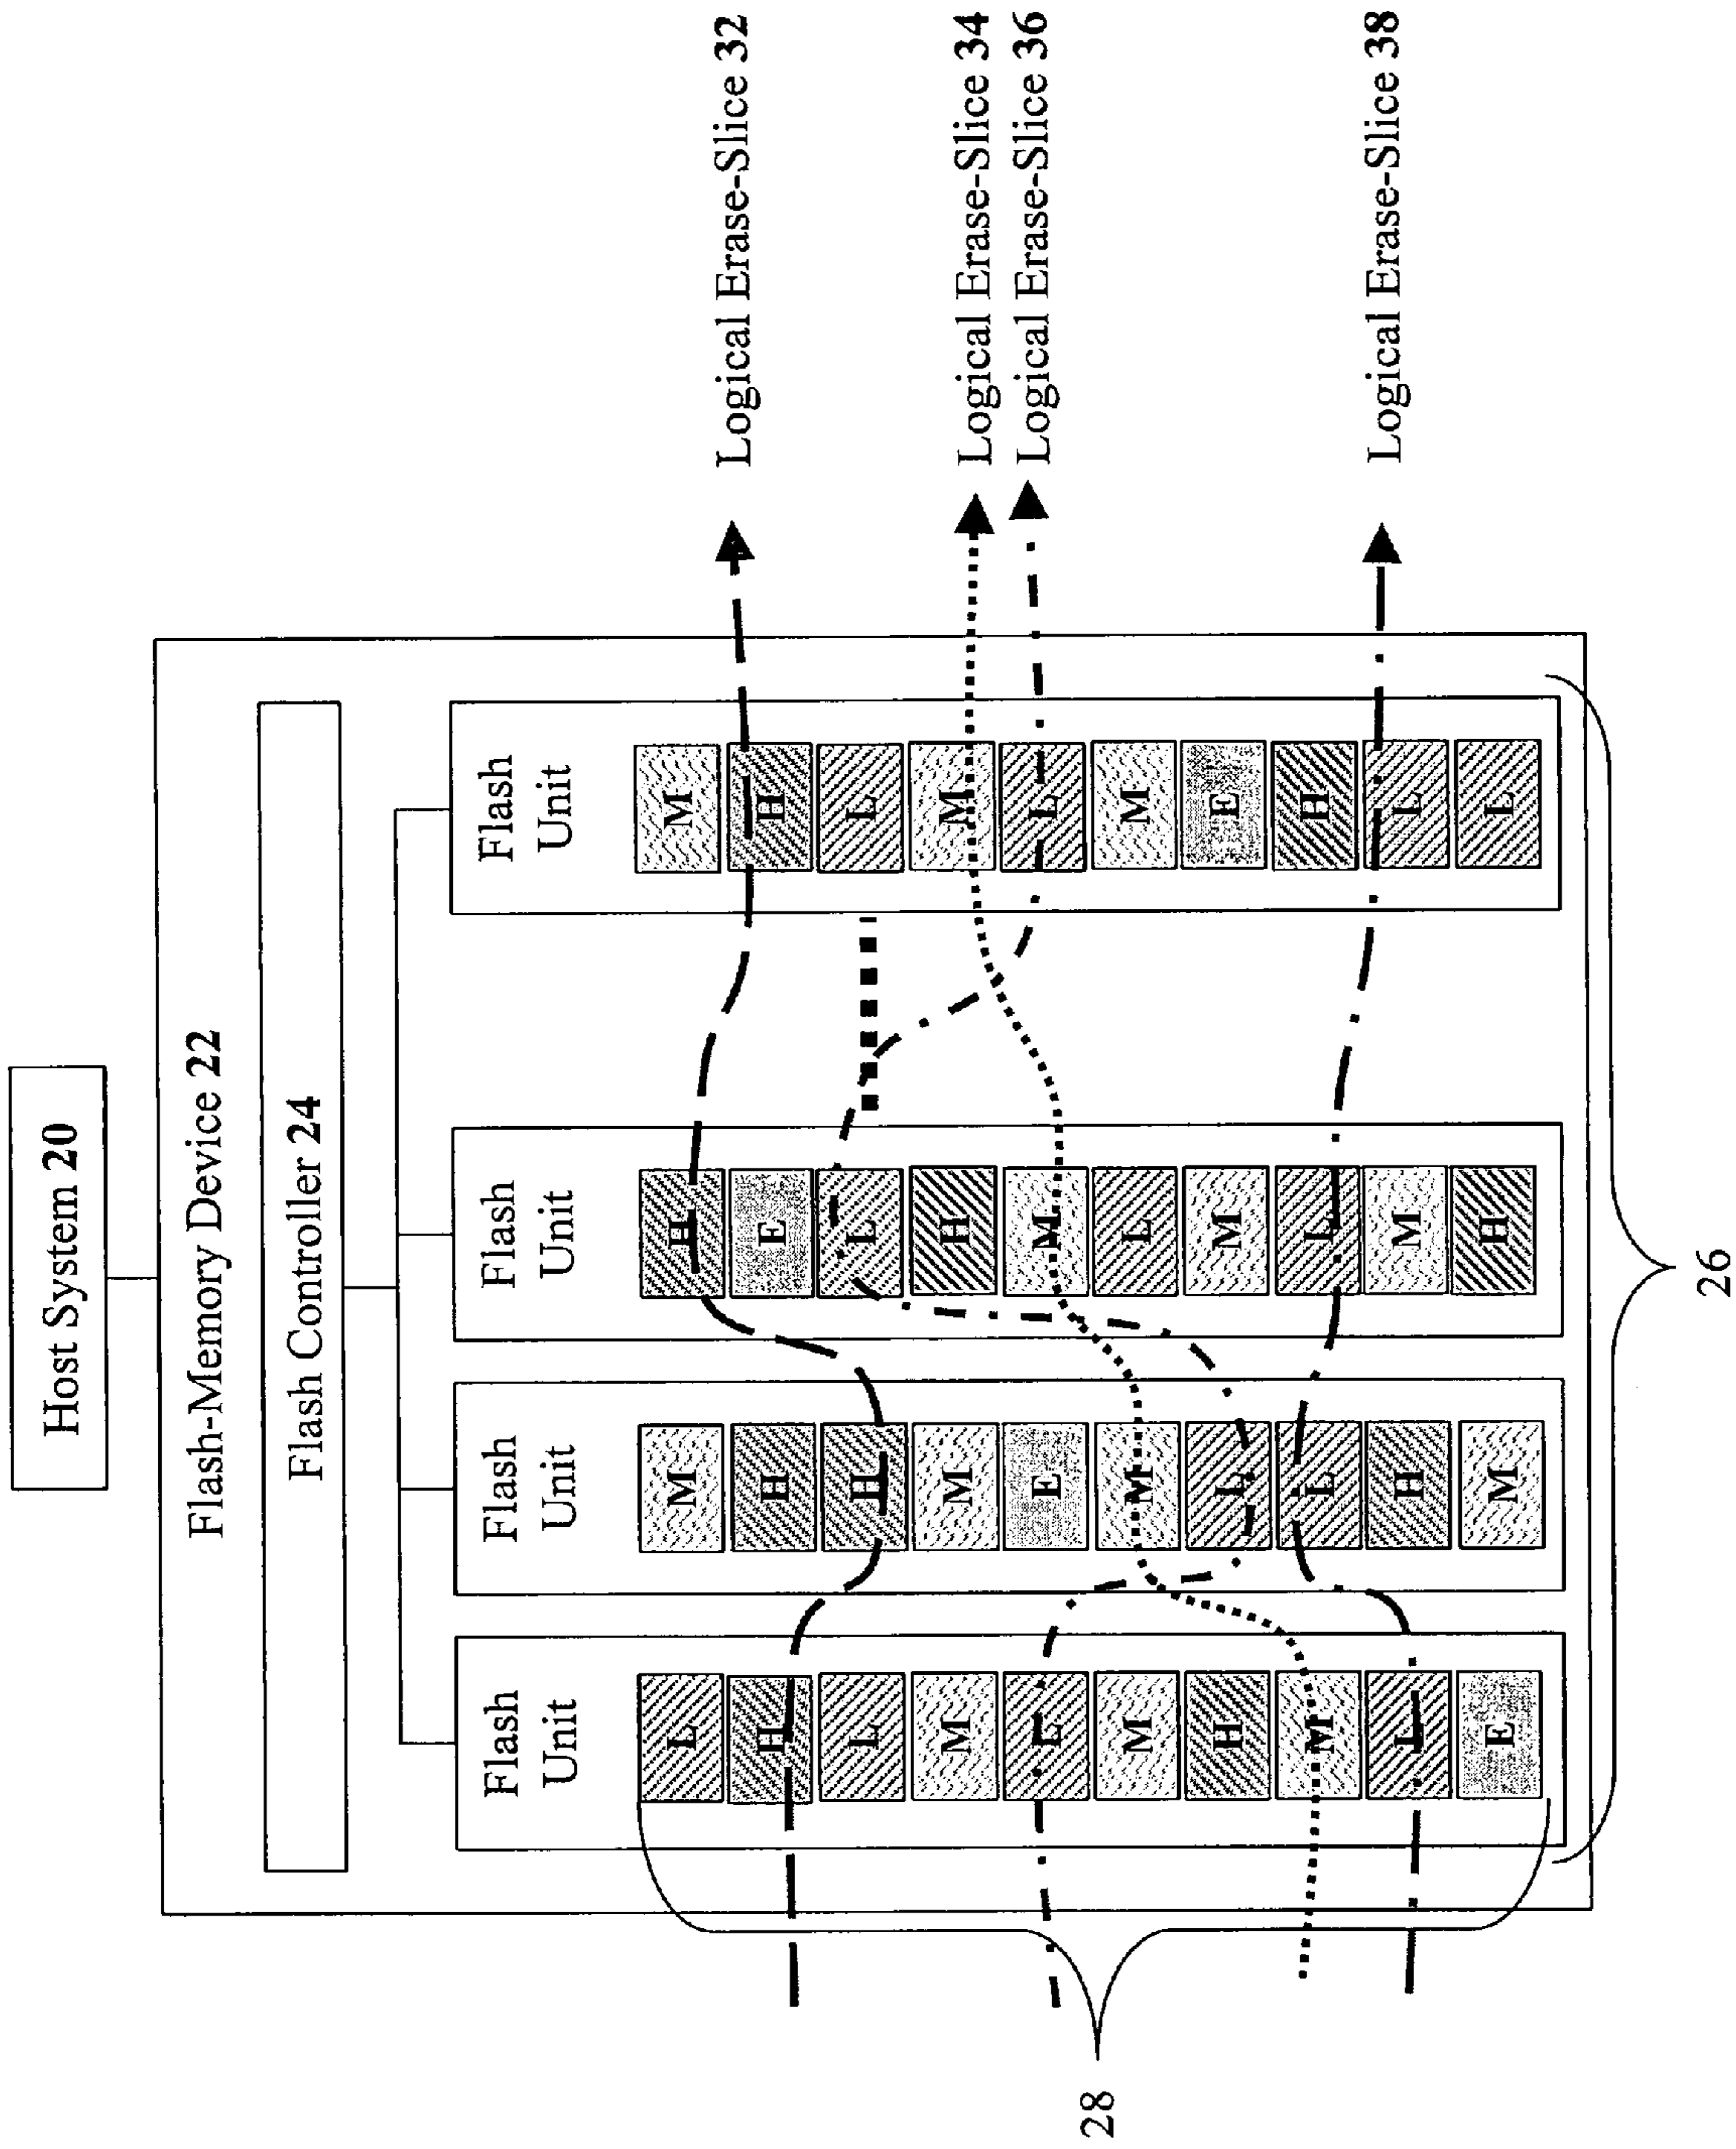 Host System 20
Flash-Memory Device 22
Flash Controller 24
Flash Unit
Flash Unit
Flash Unit
Flash Unit
L M H M
H H E H
Logical Erase-Slice 32
L H L L
M M H M
Logical Erase-Slice 34
L E M L
Logical Erase-Slice 36
M M L M
28
H L M E
M L L H
L H M L
Logical Erase-Slice 38
E M H L
26